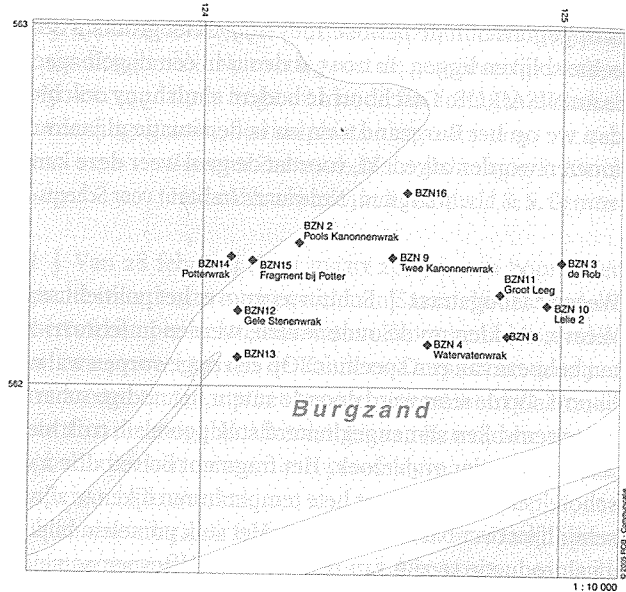 124
125
563
BZN16
BZN 2
Pools Kanonnenwrak
BZN14
Potterwrak
BZN15
Fragment bij Potter
BZN 9
Twee Kanonnenwrak
BZN 3
de Rob
BZN11
Groot Leeg
BZN 10
Lelie 2
BZN12
Gele Stenenwrak
BZN 8
BZN 4
Watervatenwrak
BZN13
562
Burgzand
© 2005 ROB - Communicatie
1 : 10 000